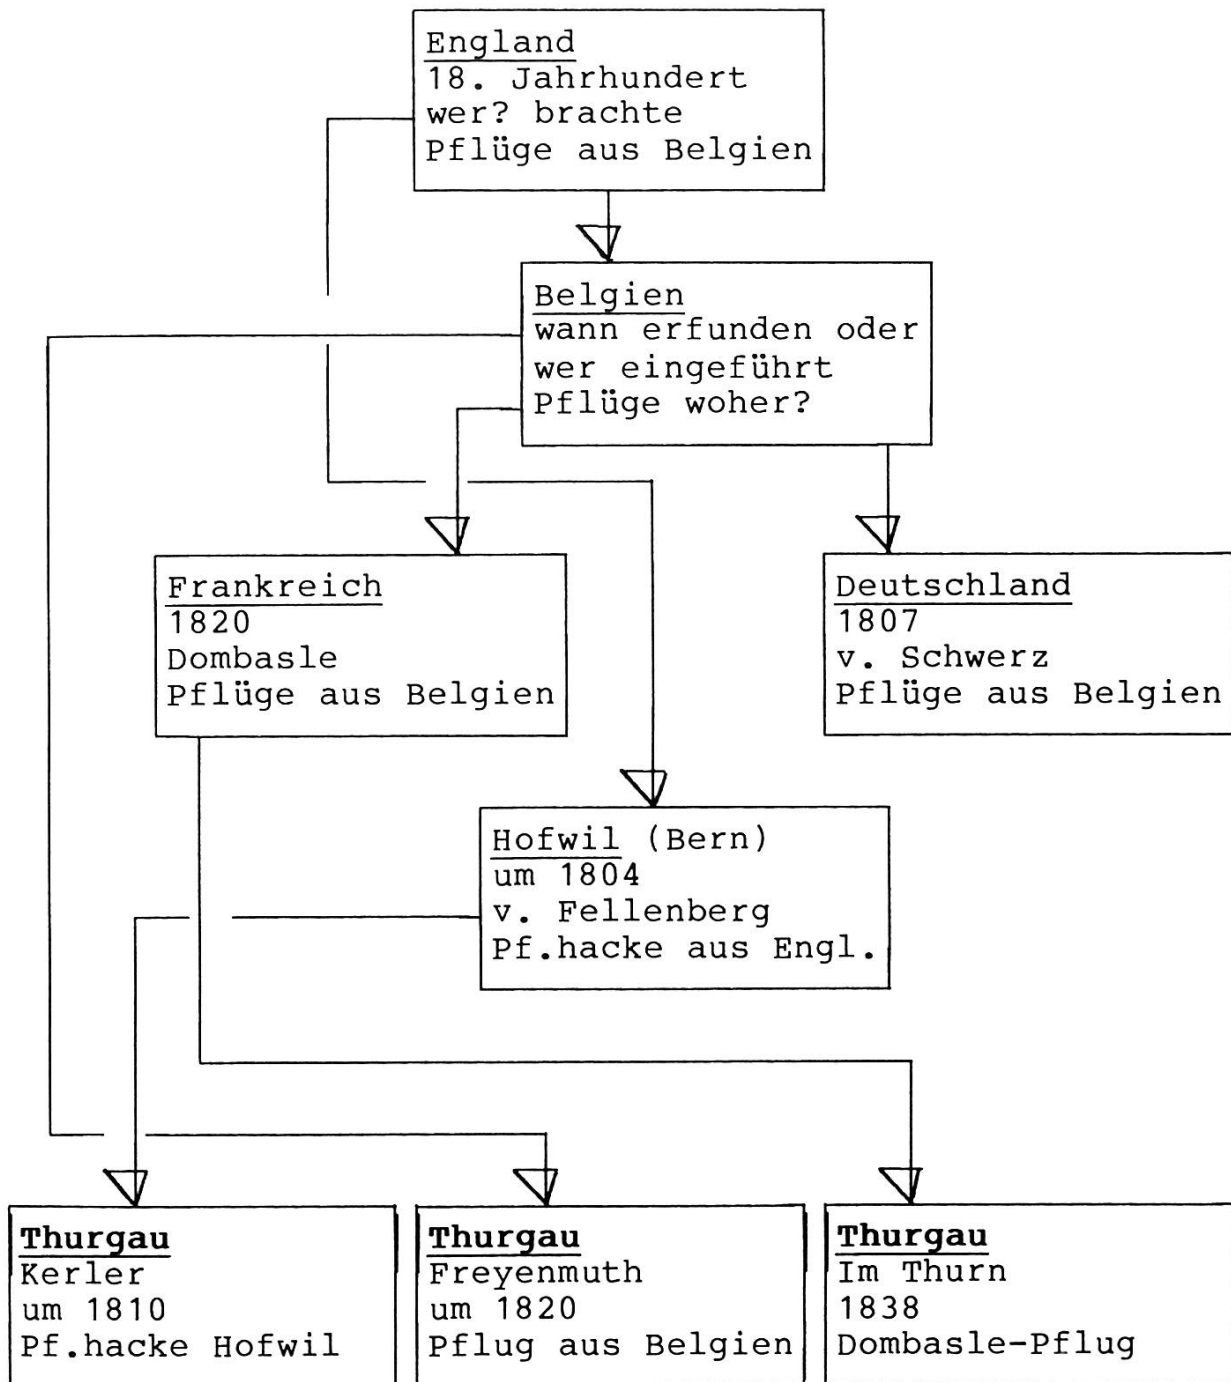 England
18. Jahrhundert
wer? brachte
Pflüge aus Belgien
Belgien
wann erfunden oder
wer eingeführt
Pflüge woher?
Frankreich
1820
Dombasle
Pflüge aus Belgien
Deutschland
1807
v. Schwerz
Pflüge aus Belgien
Hofwil (Bern)
um 1804
v. Fellenberg
Pf.hacke aus Engl.
Thurgau
Kerler
um 1810
Pf.hacke Hofwil
Thurgau
Freyenmuth
um 1820
Pflug aus Belgien
Thurgau
Im Thurn
1838
Dombasle-Pflug